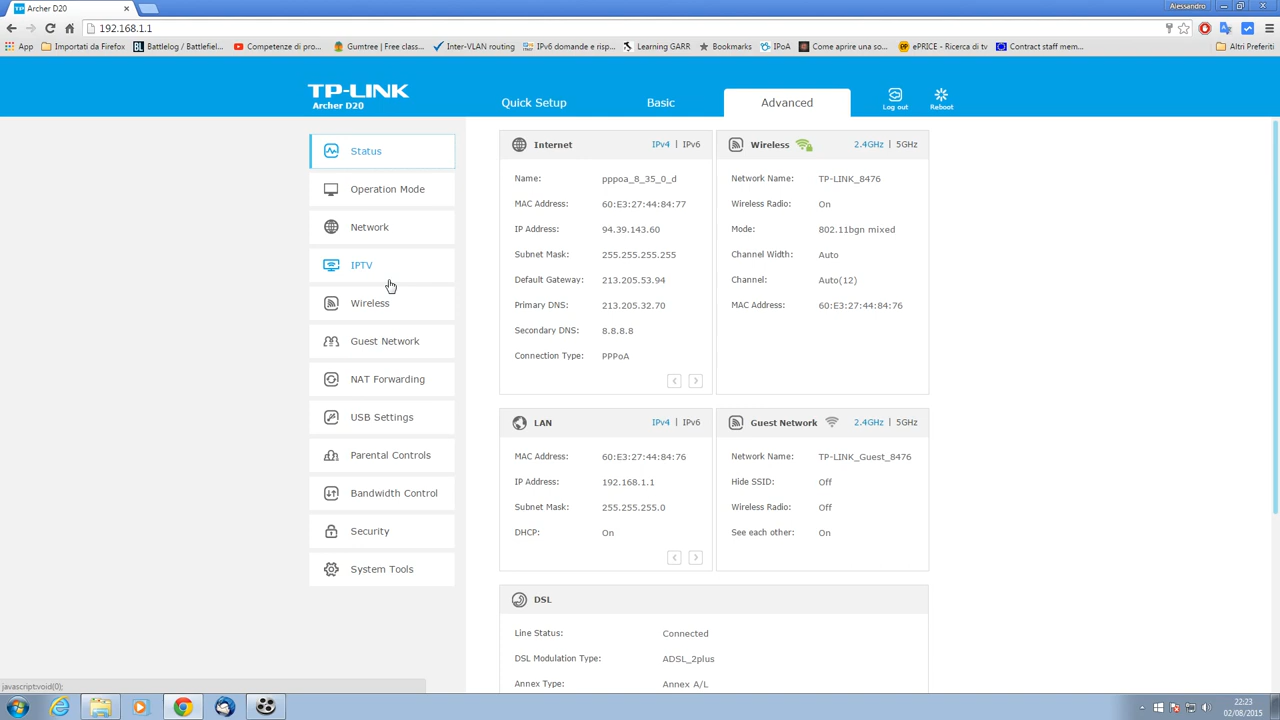 Archer D20
Alessandro
192.168.1.1
App
Importati da Firefox
Battlelog / Battlefiel...
Competenze di pro...
Gumtree | Free class...
Inter-VLAN routing
IPv6 domande e risp...
Learning GARR
Bookmarks
IPoA
Come aprire una so...
ePRICE - Ricerca di tv
Contract staff mem...
Altri Preferiti
TP-LINK
Archer D20
Quick Setup
Basic
Advanced
Log out
Reboot
Status
Operation Mode
Network
IPTV
Wireless
Guest Network
NAT Forwarding
USB Settings
Parental Controls
Bandwidth Control
Security
System Tools
Internet IPv4 | IPv6
Name: pppoa_8_35_0_d
MAC Address: 60:E3:27:44:84:77
IP Address: 94.39.143.60
Subnet Mask: 255.255.255.255
Default Gateway: 213.205.53.94
Primary DNS: 213.205.32.70
Secondary DNS: 8.8.8.8
Connection Type: PPPoA
Wireless 2.4GHz | 5GHz
Network Name: TP-LINK_8476
Wireless Radio: On
Mode: 802.11bgn mixed
Channel Width: Auto
Channel: Auto(12)
MAC Address: 60:E3:27:44:84:76
LAN IPv4 | IPv6
MAC Address: 60:E3:27:44:84:76
IP Address: 192.168.1.1
Subnet Mask: 255.255.255.0
DHCP: On
Guest Network 2.4GHz | 5GHz
Network Name: TP-LINK_Guest_8476
Hide SSID: Off
Wireless Radio: Off
See each other: On
DSL
Line Status: Connected
DSL Modulation Type: ADSL_2plus
Annex Type: Annex A/L
javascript:void(0);
22:23
02/08/2015